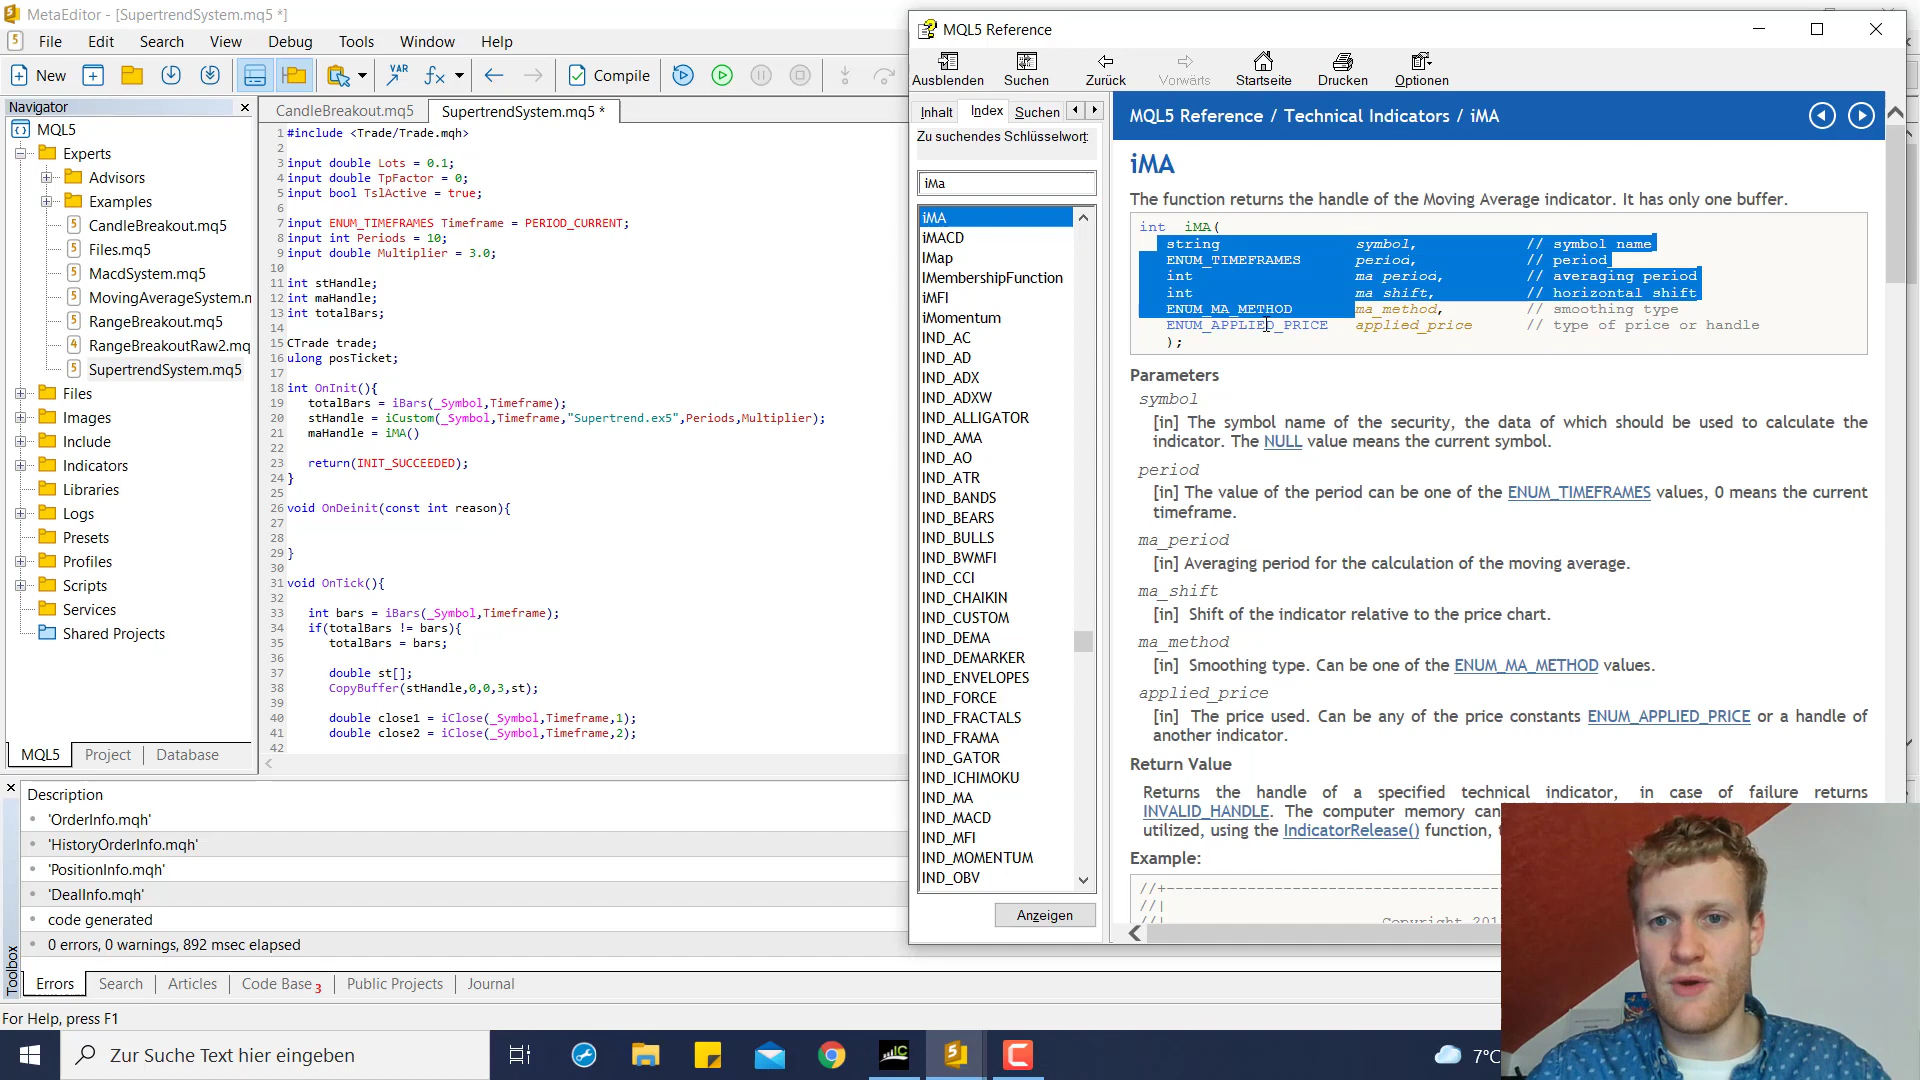 MetaEditor - [SupertrendSystem.mq5 *]
File Edit Search View Debug Tools Window Help
New Compile
Navigator
MQL5
Experts
Advisors
Examples
CandleBreakout.mq5
Files.mq5
MacdSystem.mq5
MovingAverageSystem.m
RangeBreakout.mq5
RangeBreakoutRaw2.mq
SupertrendSystem.mq5
Files
Images
Include
Indicators
Libraries
Logs
Presets
Profiles
Scripts
Services
Shared Projects
MQL5 Project Database
CandleBreakout.mq5 SupertrendSystem.mq5 *
1 #include <Trade/Trade.mqh>
2
3 input double Lots = 0.1;
4 input double TpFactor = 0;
5 input bool TslActive = true;
6
7 input ENUM_TIMEFRAMES Timeframe = PERIOD_CURRENT;
8 input int Periods = 10;
9 input double Multiplier = 3.0;
10
11 int stHandle;
12 int maHandle;
13 int totalBars;
14
15 CTrade trade;
16 ulong posTicket;
17
18 int OnInit(){
19 totalBars = iBars(_Symbol,Timeframe);
20 stHandle = iCustom(_Symbol,Timeframe,"Supertrend.ex5",Periods,Multiplier);
21 maHandle = iMA()
22
23 return(INIT_SUCCEEDED);
24 }
25
26 void OnDeinit(const int reason){
27
28
29 }
30
31 void OnTick(){
32
33 int bars = iBars(_Symbol,Timeframe);
34 if(totalBars != bars){
35 totalBars = bars;
36
37 double st[];
38 CopyBuffer(stHandle,0,0,3,st);
39
40 double close1 = iClose(_Symbol,Timeframe,1);
41 double close2 = iClose(_Symbol,Timeframe,2);
42
Description
'OrderInfo.mqh'
'HistoryOrderInfo.mqh'
'PositionInfo.mqh'
'DealInfo.mqh'
code generated
0 errors, 0 warnings, 892 msec elapsed
Toolbox
Errors Search Articles Code Base 3 Public Projects Journal
For Help, press F1
MQL5 Reference
Ausblenden Suchen Zurück Vorwärts Startseite Drucken Optionen
Inhalt Index Suchen
Zu suchendes Schlüsselwort:
iMa
iMA
iMACD
IMap
IMembershipFunction
iMFI
iMomentum
IND_AC
IND_AD
IND_ADX
IND_ADXW
IND_ALLIGATOR
IND_AMA
IND_AO
IND_ATR
IND_BANDS
IND_BEARS
IND_BULLS
IND_BWMFI
IND_CCI
IND_CHAIKIN
IND_CUSTOM
IND_DEMA
IND_DEMARKER
IND_ENVELOPES
IND_FORCE
IND_FRACTALS
IND_FRAMA
IND_GATOR
IND_ICHIMOKU
IND_MA
IND_MACD
IND_MFI
IND_MOMENTUM
IND_OBV
Anzeigen
MQL5 Reference / Technical Indicators / iMA
iMA
The function returns the handle of the Moving Average indicator. It has only one buffer.
int iMA(
string symbol, // symbol name
ENUM_TIMEFRAMES period, // period
int ma_period, // averaging period
int ma_shift, // horizontal shift
ENUM_MA_METHOD ma_method, // smoothing type
ENUM_APPLIED_PRICE applied_price // type of price or handle
);
Parameters
symbol
[in] The symbol name of the security, the data of which should be used to calculate the
indicator. The NULL value means the current symbol.
period
[in] The value of the period can be one of the ENUM_TIMEFRAMES values, 0 means the current
timeframe.
ma_period
[in] Averaging period for the calculation of the moving average.
ma_shift
[in] Shift of the indicator relative to the price chart.
ma_method
[in] Smoothing type. Can be one of the ENUM_MA_METHOD values.
applied_price
[in] The price used. Can be any of the price constants ENUM_APPLIED_PRICE or a handle of
another indicator.
Return Value
Returns the handle of a specified technical indicator, in case of failure returns
INVALID_HANDLE. The computer memory can
utilized, using the IndicatorRelease() function,
Example:
//+-----------------------------------
//|
//| Copyright 201
Zur Suche Text hier eingeben
7°C